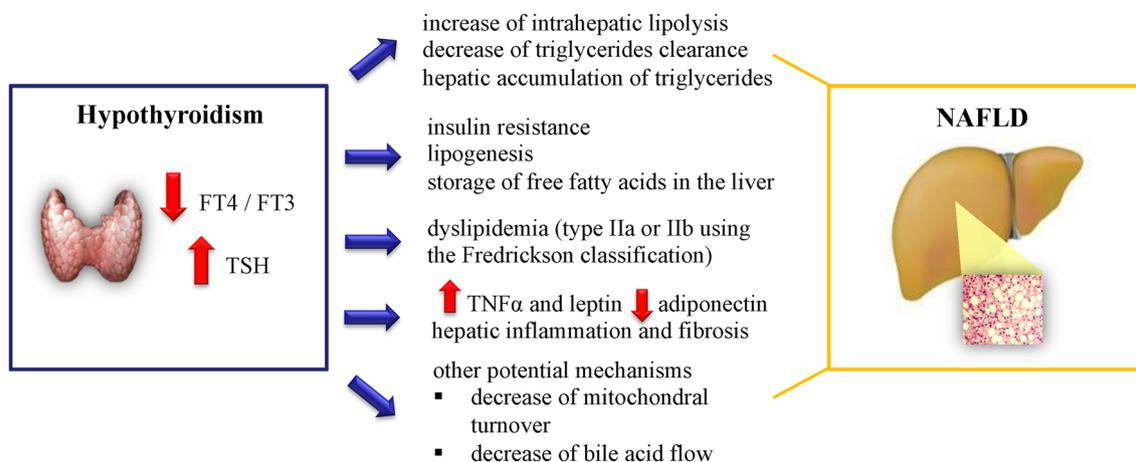 Hypothyroidism
FT4 / FT3
TSH
increase of intrahepatic lipolysis
decrease of triglycerides clearance
hepatic accumulation of triglycerides
insulin resistance
lipogenesis
storage of free fatty acids in the liver
dyslipidemia (type IIa or IIb using
the Fredrickson classification)
TNFα and leptin adiponectin
hepatic inflammation and fibrosis
other potential mechanisms
▪ decrease of mitochondral
turnover
▪ decrease of bile acid flow
NAFLD